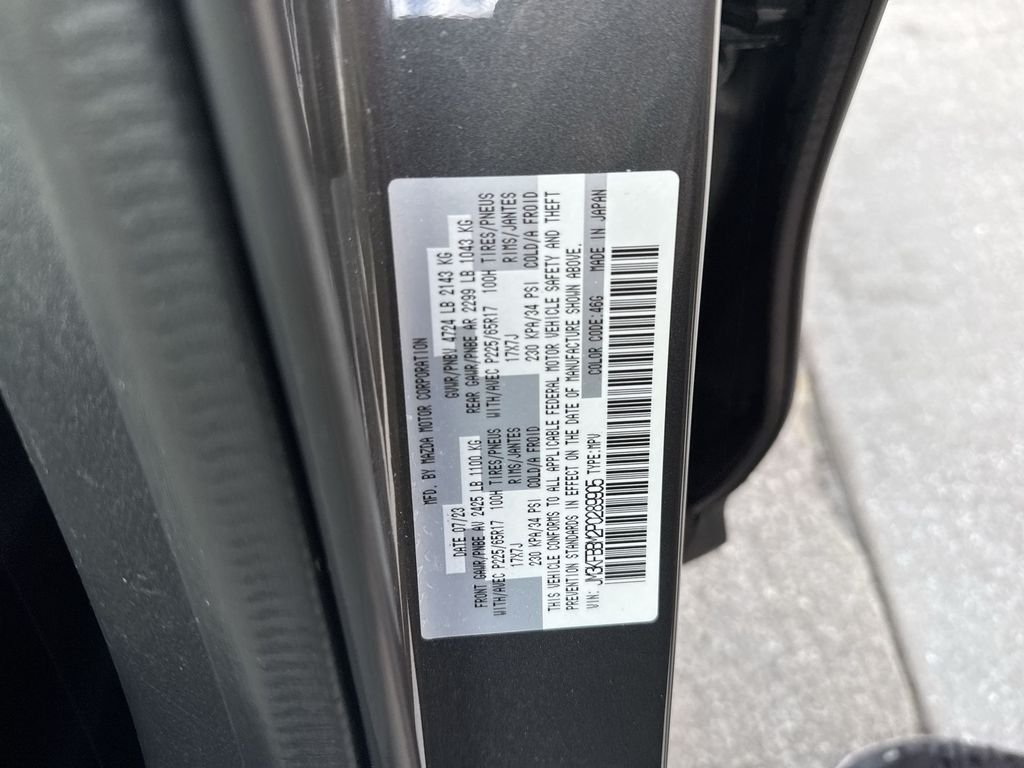 MFD. BY MAZDA MOTOR CORPORATION
DATE 07/23 GVWR/PNBV 4724 LB 2143 KG
FRONT GAWR/PNBE AV 2425 LB 1100 KG REAR GAWR/PNBE AR 2299 LB 1043 KG
WITH/AVEC P225/65R17 100H TIRES/PNEUS WITH/AVEC P225/65R17 100H TIRES/PNEUS
17X7J RIMS/JANTES 17X7J RIMS/JANTES
230 KPA/34 PSI COLD/A FROID 230 KPA/34 PSI COLD/A FROID
THIS VEHICLE CONFORMS TO ALL APPLICABLE FEDERAL MOTOR VEHICLE SAFETY AND THEFT
PREVENTION STANDARDS IN EFFECT ON THE DATE OF MANUFACTURE SHOWN ABOVE.
VIN: TYPE:MPV COLOR CODE:46G MADE IN JAPAN